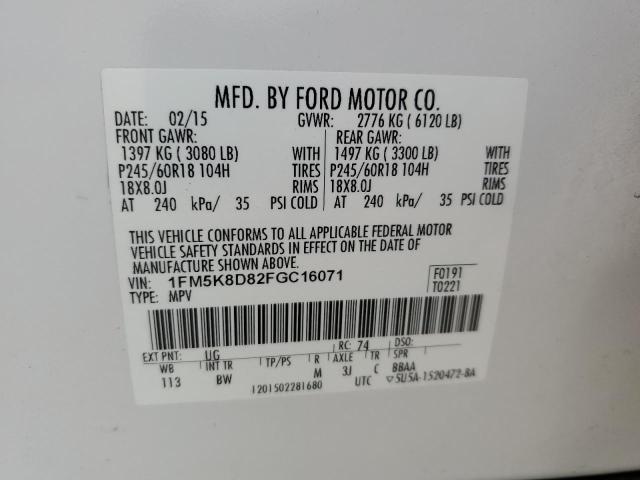 MFD. BY FORD MOTOR CO.
DATE: 02/15 GVWR: 2776 KG ( 6120 LB)
FRONT GAWR: REAR GAWR:
1397 KG ( 3080 LB) WITH 1497 KG ( 3300 LB) WITH
P245/60R18 104H TIRES P245/60R18 104H TIRES
18X8.0J RIMS 18X8.0J RIMS
AT 240 kPa/ 35 PSI COLD AT 240 kPa/ 35 PSI COLD
THIS VEHICLE CONFORMS TO ALL APPLICABLE FEDERAL MOTOR
VEHICLE SAFETY STANDARDS IN EFFECT ON THE DATE OF
MANUFACTURE SHOWN ABOVE.
VIN: 1FM5K8D82FGC16071 F0191
TYPE: MPV T0221
EXT PNT: UG RC: 74 DSO:
WB INT TR TP/PS R AXLE TR SPR
113 BW M 3J C BBAA
1201502281680 UTC 5U5A-1520472-BA